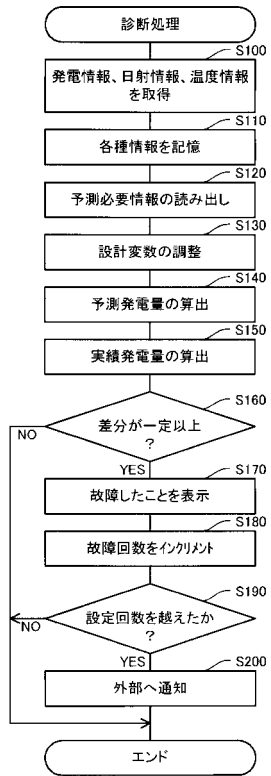 診断処理
S100
発電情報、日射情報、温度情報
を取得
S110
各種情報を記憶
S120
予測必要情報の読み出し
S130
設計変数の調整
S140
予測発電量の算出
S150
実績発電量の算出
S160
差分が一定以上
?
NO
YES
S170
故障したことを表示
S180
故障回数をインクリメント
S190
設定回数を越えたか
?
NO
YES
S200
外部へ通知
エンド